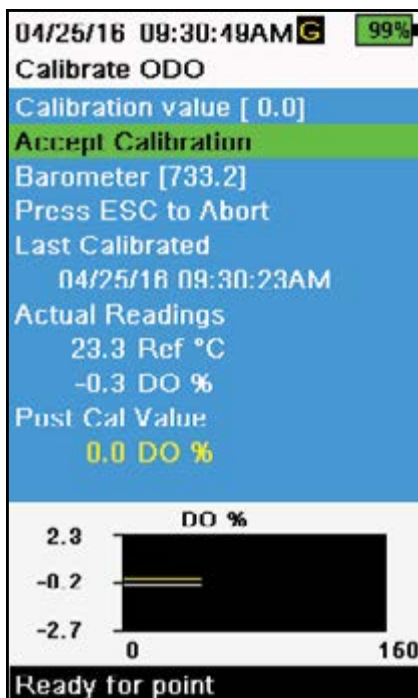 04/25/16 09:30:49AM G 99%
Calibrate ODO
Calibration value [ 0.0]
Accept Calibration
Barometer [733.2]
Press ESC to Abort
Last Calibrated
04/25/16 09:30:23AM
Actual Readings
23.3 Ref °C
-0.3 DO %
Post Cal Value
0.0 DO %
DO %
2.3
-0.2
-2.7
0 160
Ready for point